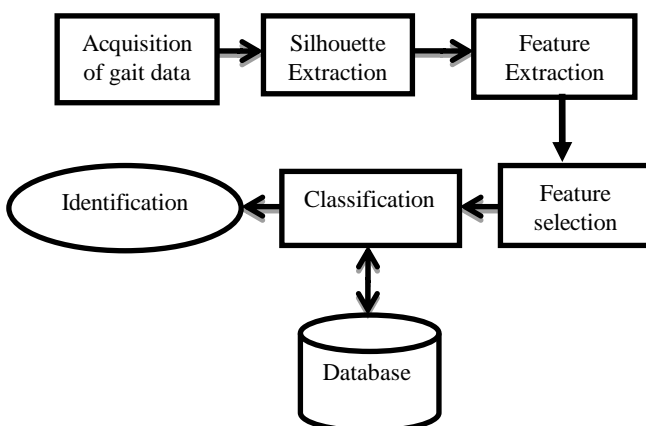 Acquisition
of gait data
Silhouette
Extraction
Feature
Extraction
Identification
Classification
Feature
selection
Database